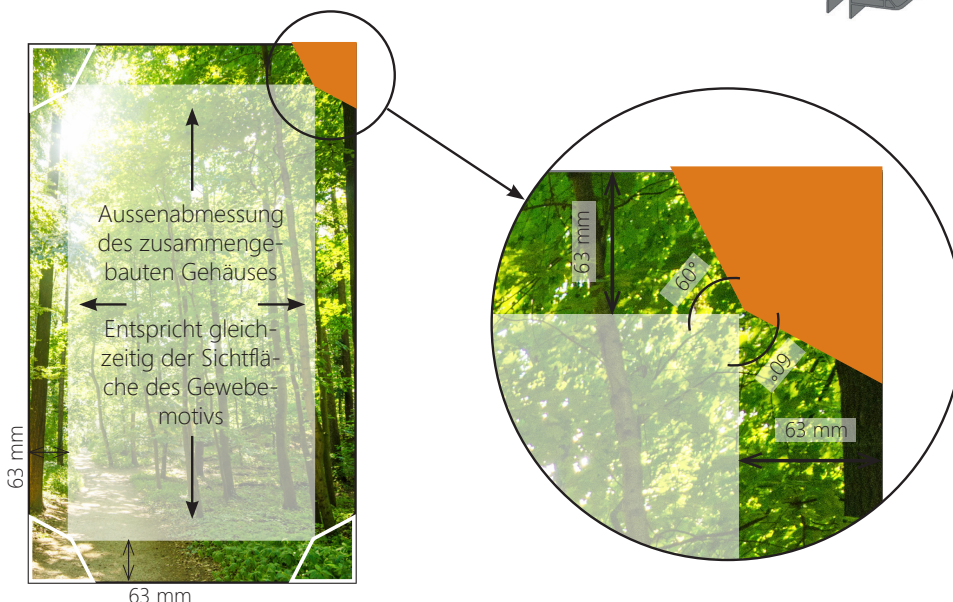 Aussenabmessung
des zusammenge-
bauten Gehäuses
Entspricht gleich-
zeitig der Sichtflä-
che des Gewebe-
motivs
63 mm
63 mm
63 mm
60°
60°
63 mm